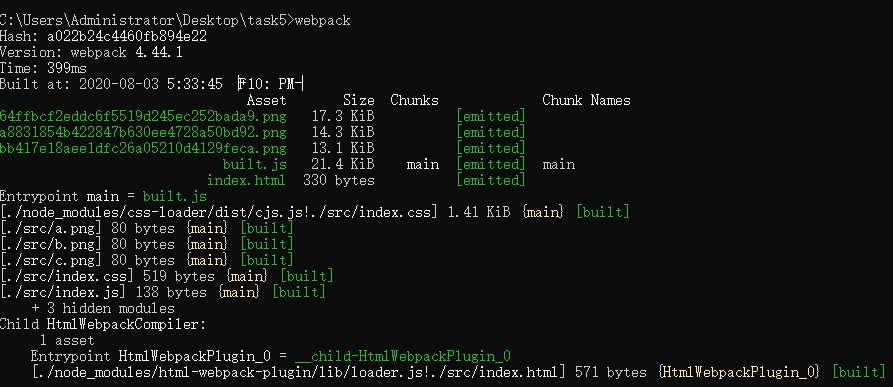 C:\Users\Administrator\Desktop\task5>webpack
Hash: a022b24c4460fb894e22
Version: webpack 4.44.1
Time: 399ms
Built at: 2020-08-03 5:33:45 ├F10: PM┤
Asset Size Chunks Chunk Names
64ffbcf2eddc6f5519d245ec252bada9.png 17.3 KiB [emitted]
a8831854b422847b630ee4728a50bd92.png 14.3 KiB [emitted]
bb417e18aee1dfc26a05210d4129feca.png 13.1 KiB [emitted]
built.js 21.4 KiB main [emitted] main
index.html 330 bytes [emitted]
Entrypoint main = built.js
[./node_modules/css-loader/dist/cjs.js!./src/index.css] 1.41 KiB {main} [built]
[./src/a.png] 80 bytes {main} [built]
[./src/b.png] 80 bytes {main} [built]
[./src/c.png] 80 bytes {main} [built]
[./src/index.css] 519 bytes {main} [built]
[./src/index.js] 138 bytes {main} [built]
+ 3 hidden modules
Child HtmlWebpackCompiler:
1 asset
Entrypoint HtmlWebpackPlugin_0 = __child-HtmlWebpackPlugin_0
[./node_modules/html-webpack-plugin/lib/loader.js!./src/index.html] 571 bytes {HtmlWebpackPlugin_0} [built]